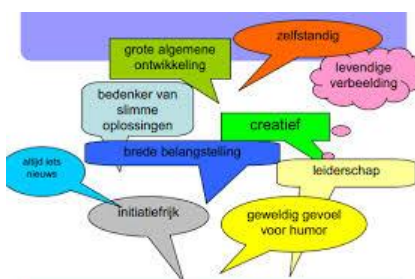 zelfstandig
grote algemene
ontwikkeling
levendige
verbeelding
bedenker van
slimme
oplossingen
creatief
brede belangstelling
altijd iets
nieuws
leiderschap
initiatiefrijk
geweldig gevoel
voor humor